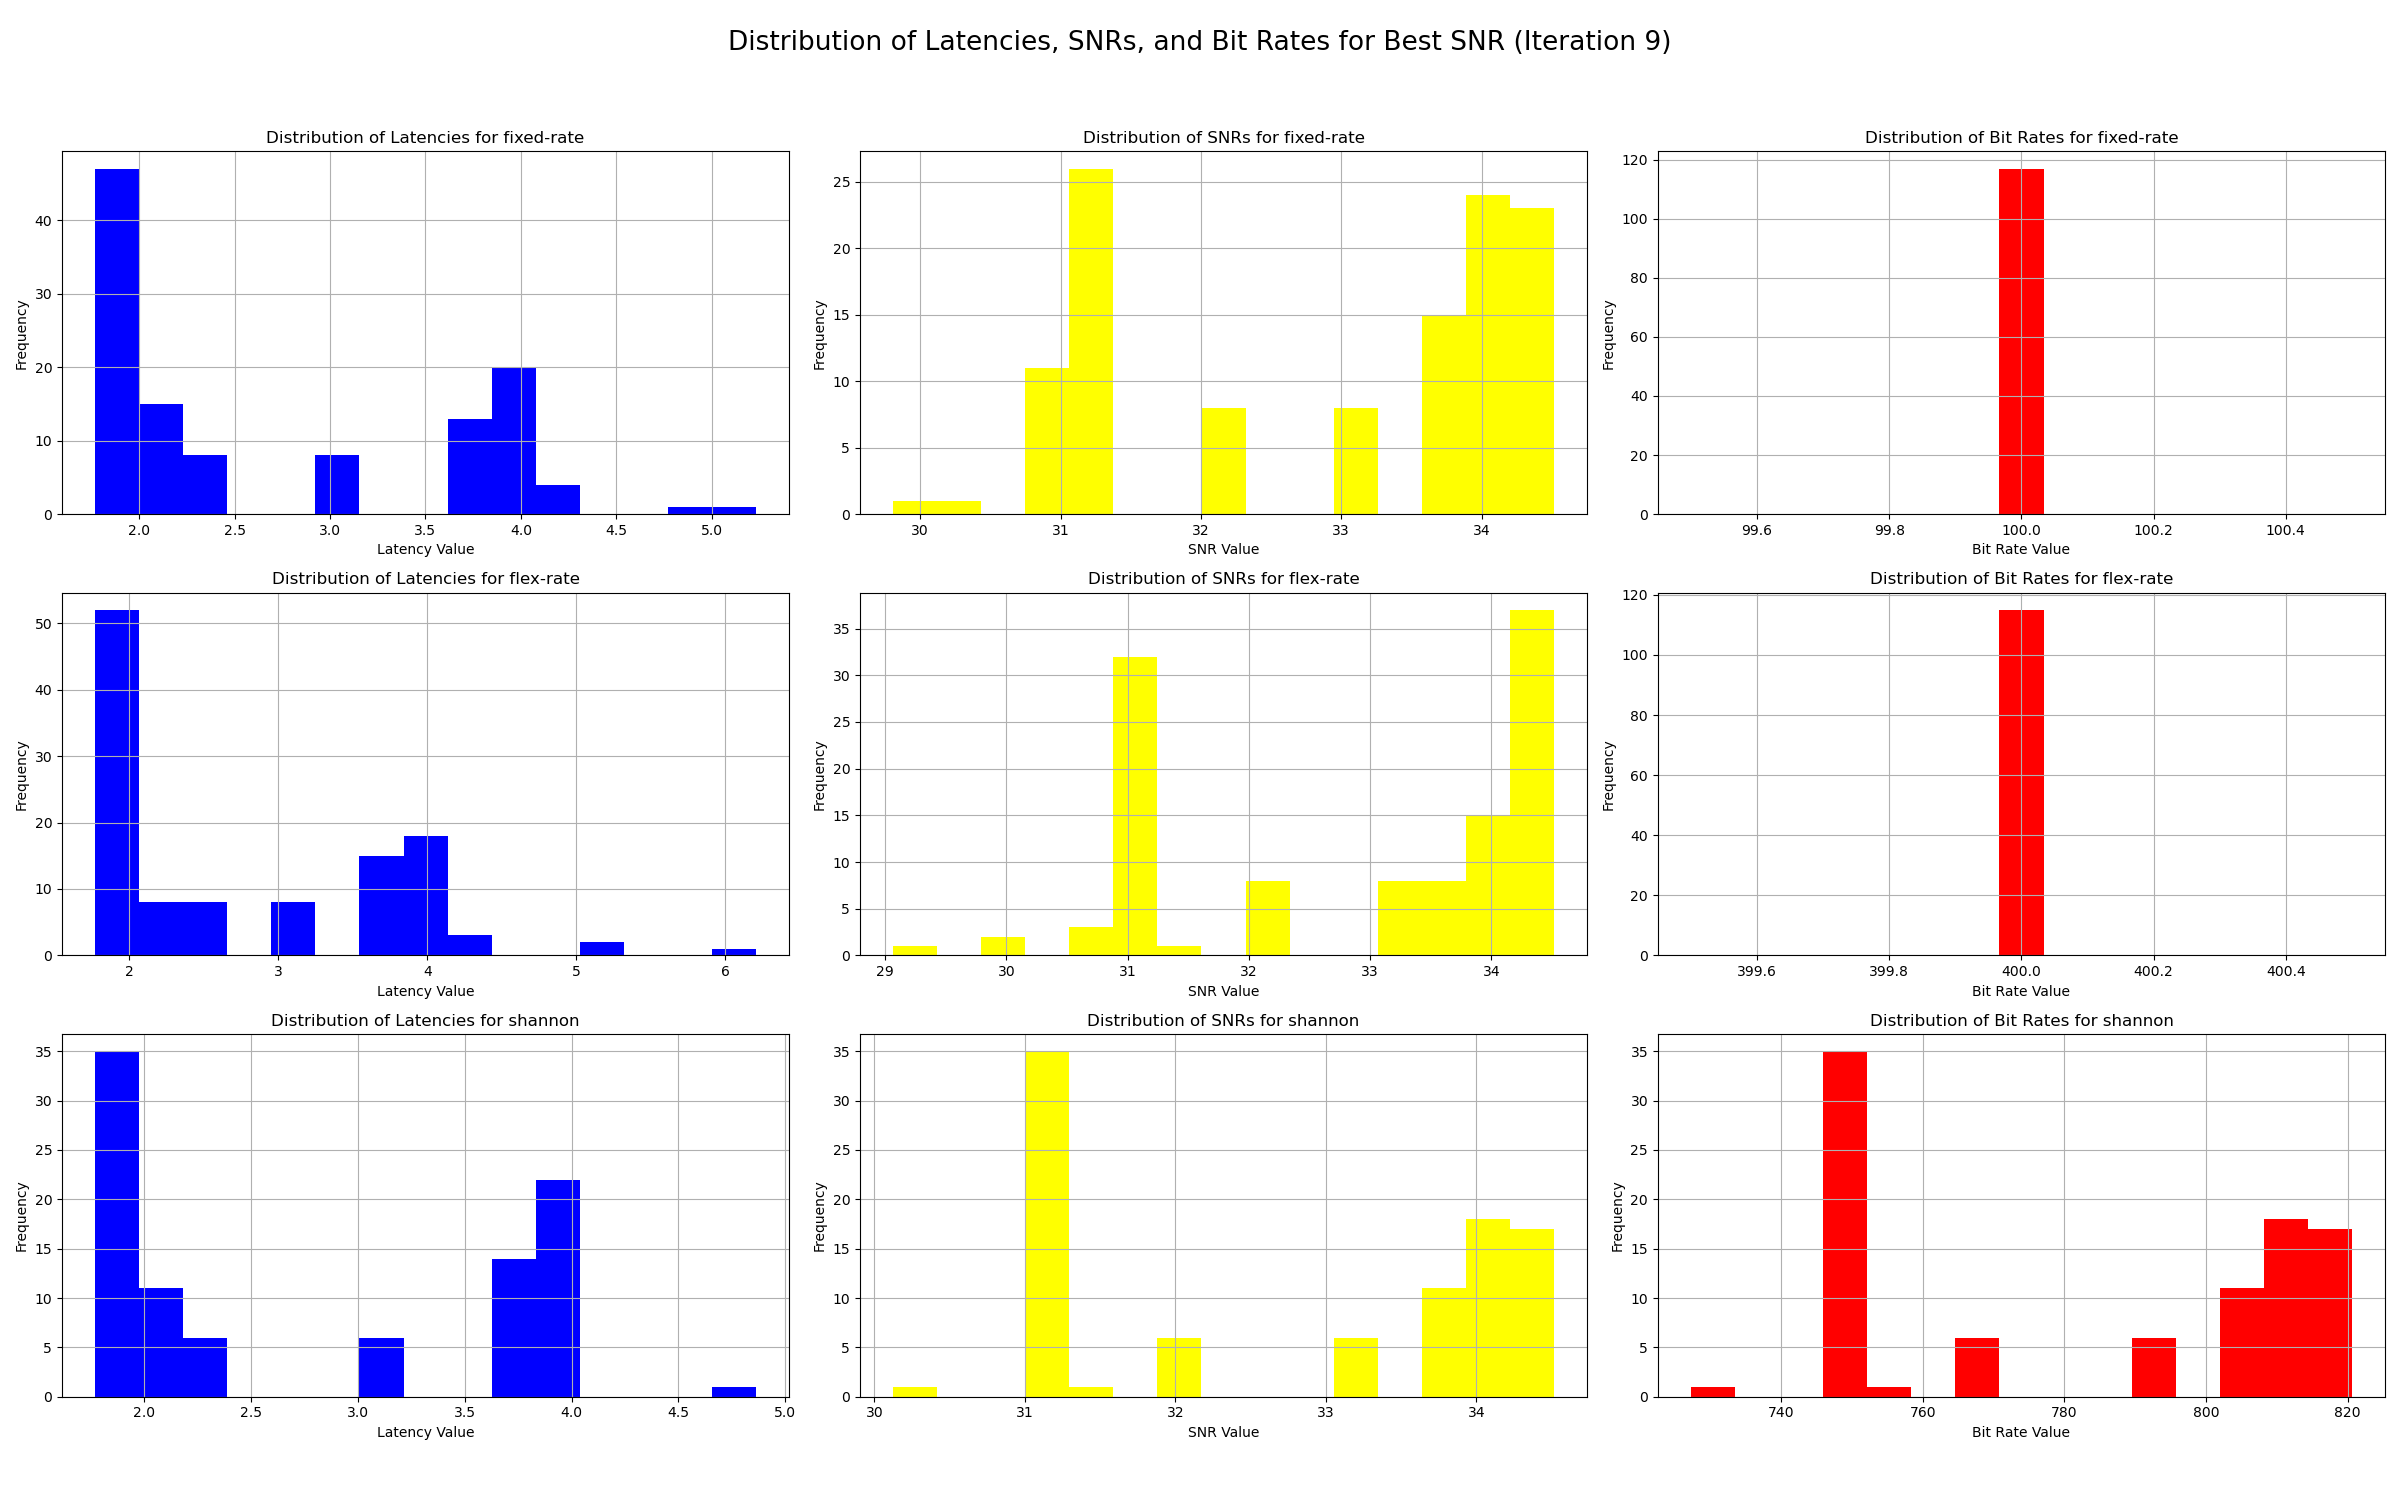 Distribution of Latencies, SNRs, and Bit Rates for Best SNR (Iteration 9)
Distribution of Latencies for fixed-rate
Frequency
40
30
20
10
0
2.0 2.5 3.0 3.5 4.0 4.5 5.0
Latency Value
Distribution of SNRs for fixed-rate
Frequency
25
20
15
10
5
0
30 31 32 33 34
SNR Value
Distribution of Bit Rates for fixed-rate
Frequency
120
100
80
60
40
20
0
99.6 99.8 100.0 100.2 100.4
Bit Rate Value
Distribution of Latencies for flex-rate
Frequency
50
40
30
20
10
0
2 3 4 5 6
Latency Value
Distribution of SNRs for flex-rate
Frequency
35
30
25
20
15
10
5
0
29 30 31 32 33 34
SNR Value
Distribution of Bit Rates for flex-rate
Frequency
120
100
80
60
40
20
0
399.6 399.8 400.0 400.2 400.4
Bit Rate Value
Distribution of Latencies for shannon
Frequency
35
30
25
20
15
10
5
0
2.0 2.5 3.0 3.5 4.0 4.5 5.0
Latency Value
Distribution of SNRs for shannon
Frequency
35
30
25
20
15
10
5
0
30 31 32 33 34
SNR Value
Distribution of Bit Rates for shannon
Frequency
35
30
25
20
15
10
5
0
740 760 780 800 820
Bit Rate Value